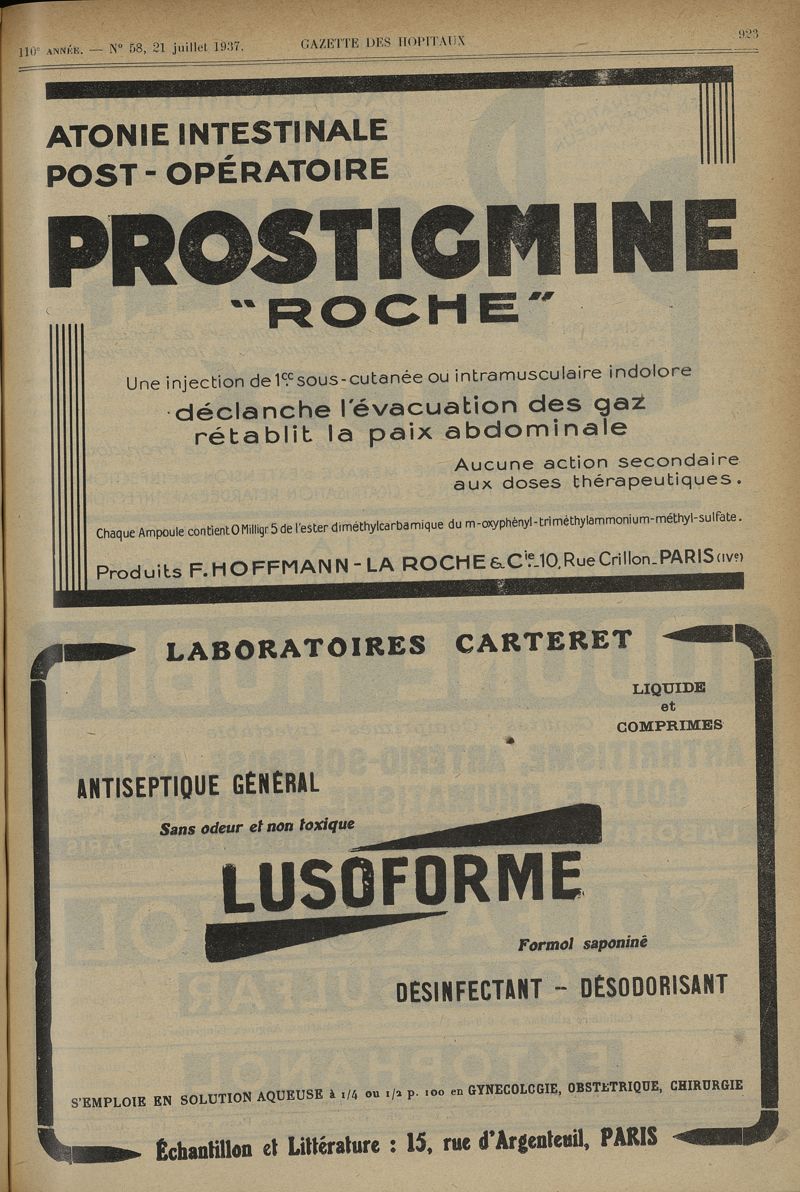 110e ANNÉE. — N° 58, 21 juillet 1937. GAZETTE DES HOPITAUX 923
ATONIE INTESTINALE
POST-OPÉRATOIRE
PROSTIGMINE
"ROCHE"
Une injection de 1cc. sous-cutanée ou intramusculaire indolore
déclanche l'évacuation des gaz
rétablit la paix abdominale
Aucune action secondaire
aux doses thérapeutiques.
Chaque Ampoule contient 0 Milligr. 5 de l'ester diméthylcarbamique du m-oxyphényl-triméthylammonium-méthyl-sulfate.
Produits F. HOFFMANN-LA ROCHE & Cie._10, Rue Crillon_PARIS (IVe)
LABORATOIRES CARTERET
LIQUIDE
et
COMPRIMES
ANTISEPTIQUE GÉNÉRAL
Sans odeur et non toxique
LUSOFORME
Formol saponiné
DÉSINFECTANT — DÉSODORISANT
S'EMPLOIE EN SOLUTION AQUEUSE à 1/4 ou 1/2 p. 100 en GYNECOLOGIE, OBSTETRIQUE, CHIRURGIE
Échantillon et Littérature : 15, rue d'Argenteuil, PARIS